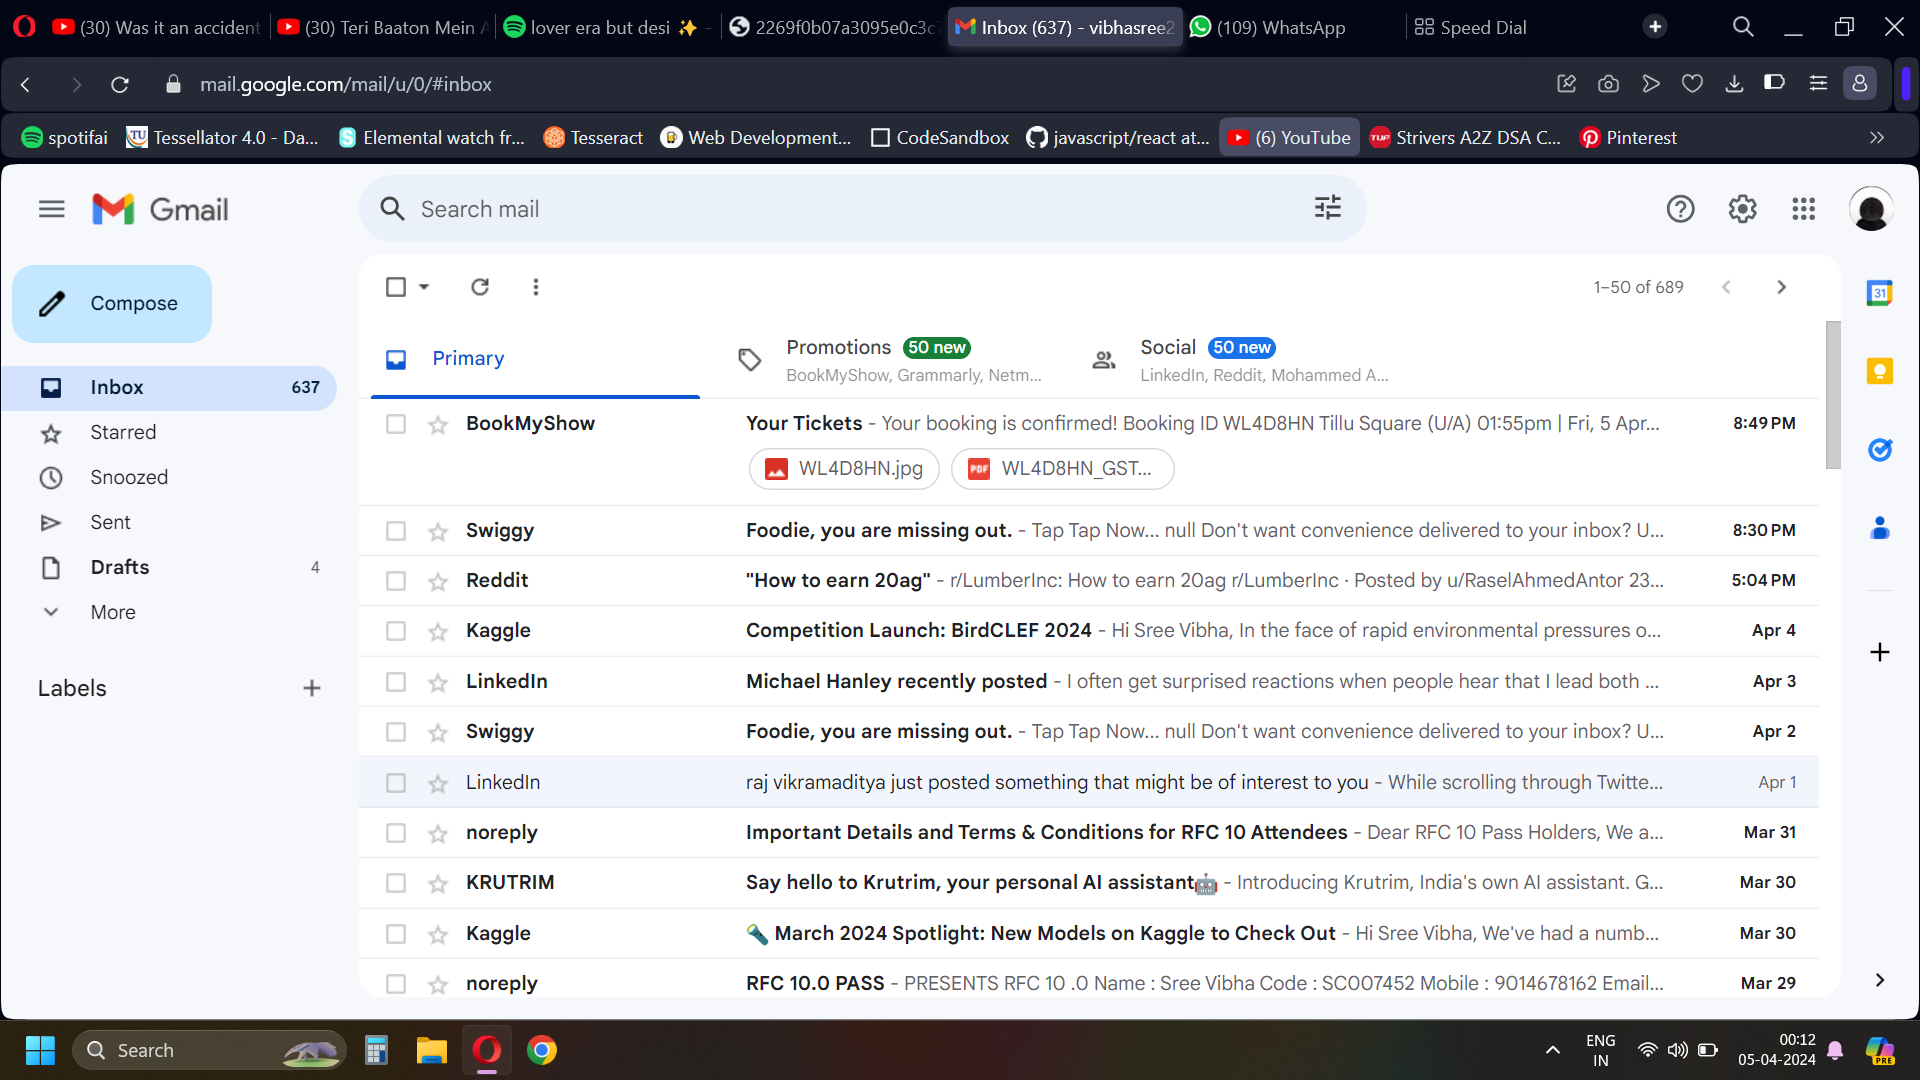 (30) Was it an accident
(30) Teri Baaton Mein
lover era but desi ✨
2269f0b07a3095e0c3c
Inbox (637) - vibhasree2
(109) WhatsApp
Speed Dial
mail.google.com/mail/u/0/#inbox
spotifai
Tessellator 4.0 - Da...
Elemental watch fr...
Tesseract
Web Development...
CodeSandbox
javascript/react at...
(6) YouTube
Strivers A2Z DSA C...
Pinterest
Gmail
Search mail
Compose
1–50 of 689
Primary
Promotions 50 new
BookMyShow, Grammarly, Netm...
Social 50 new
LinkedIn, Reddit, Mohammed A...
Inbox 637
Starred
Snoozed
Sent
Drafts 4
More
Labels
BookMyShow Your Tickets - Your booking is confirmed! Booking ID WL4D8HN Tillu Square (U/A) 01:55pm | Fri, 5 Apr... 8:49 PM
WL4D8HN.jpg PDF WL4D8HN_GST...
Swiggy Foodie, you are missing out. - Tap Tap Now... null Don't want convenience delivered to your inbox? U... 8:30 PM
Reddit "How to earn 20ag" - r/LumberInc: How to earn 20ag r/LumberInc · Posted by u/RaselAhmedAntor 23... 5:04 PM
Kaggle Competition Launch: BirdCLEF 2024 - Hi Sree Vibha, In the face of rapid environmental pressures o... Apr 4
LinkedIn Michael Hanley recently posted - I often get surprised reactions when people hear that I lead both ... Apr 3
Swiggy Foodie, you are missing out. - Tap Tap Now... null Don't want convenience delivered to your inbox? U... Apr 2
LinkedIn raj vikramaditya just posted something that might be of interest to you - While scrolling through Twitte... Apr 1
noreply Important Details and Terms & Conditions for RFC 10 Attendees - Dear RFC 10 Pass Holders, We a... Mar 31
KRUTRIM Say hello to Krutrim, your personal AI assistant🤖 - Introducing Krutrim, India's own AI assistant. G... Mar 30
Kaggle 🔦 March 2024 Spotlight: New Models on Kaggle to Check Out - Hi Sree Vibha, We've had a numb... Mar 30
noreply RFC 10.0 PASS - PRESENTS RFC 10 .0 Name : Sree Vibha Code : SC007452 Mobile : 9014678162 Email... Mar 29
31
Search
ENG
IN
00:12
05-04-2024
PRE